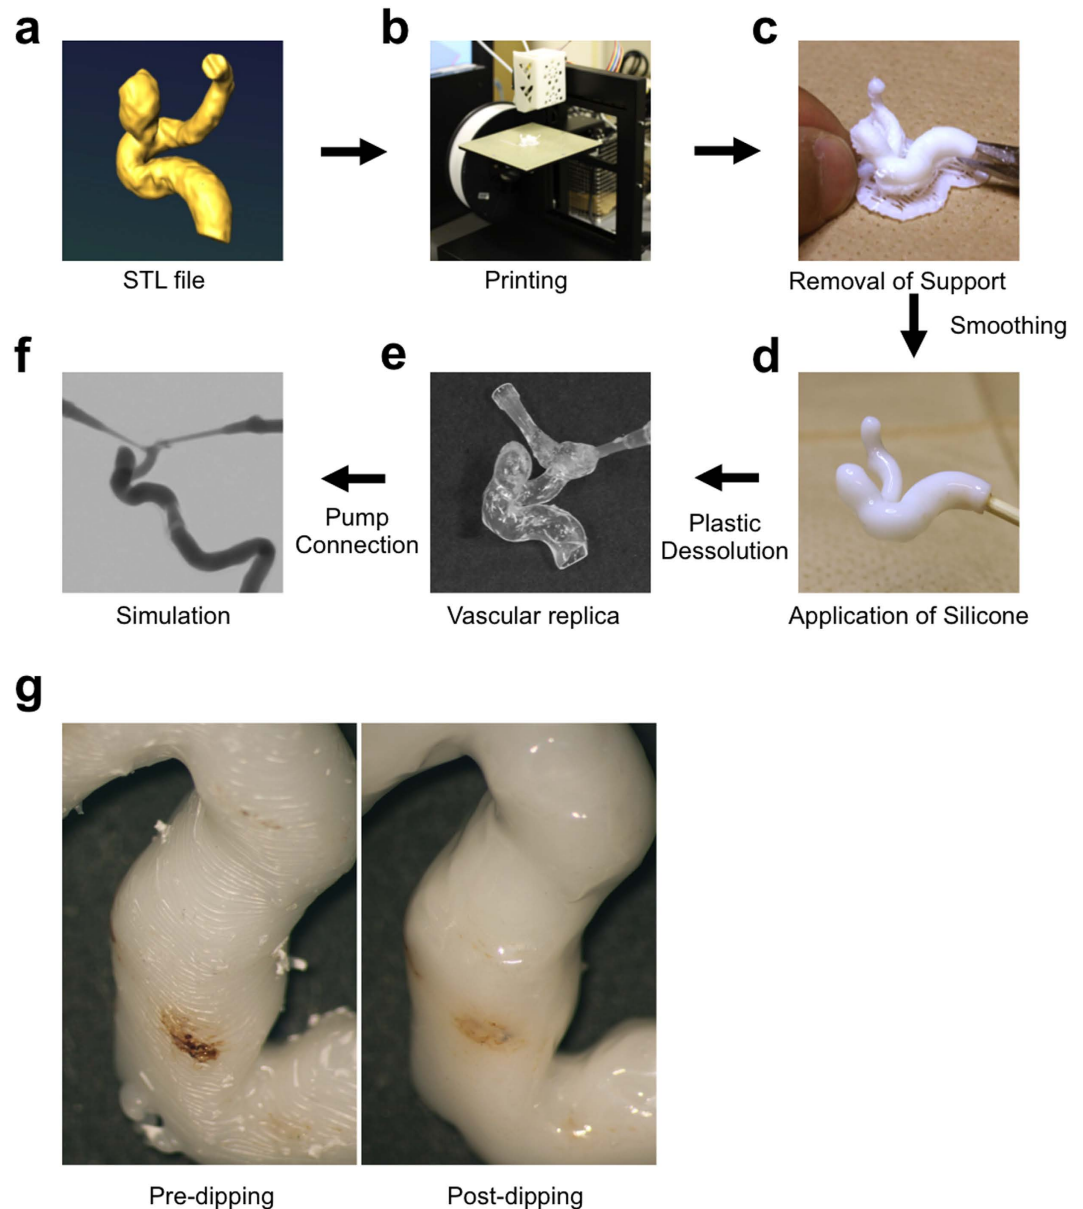 a
b
c
STL file
Printing
Removal of Support
Smoothing
f
e
d
Pump
Connection
Plastic
Dessolution
Simulation
Vascular replica
Application of Silicone
g
Pre-dipping
Post-dipping